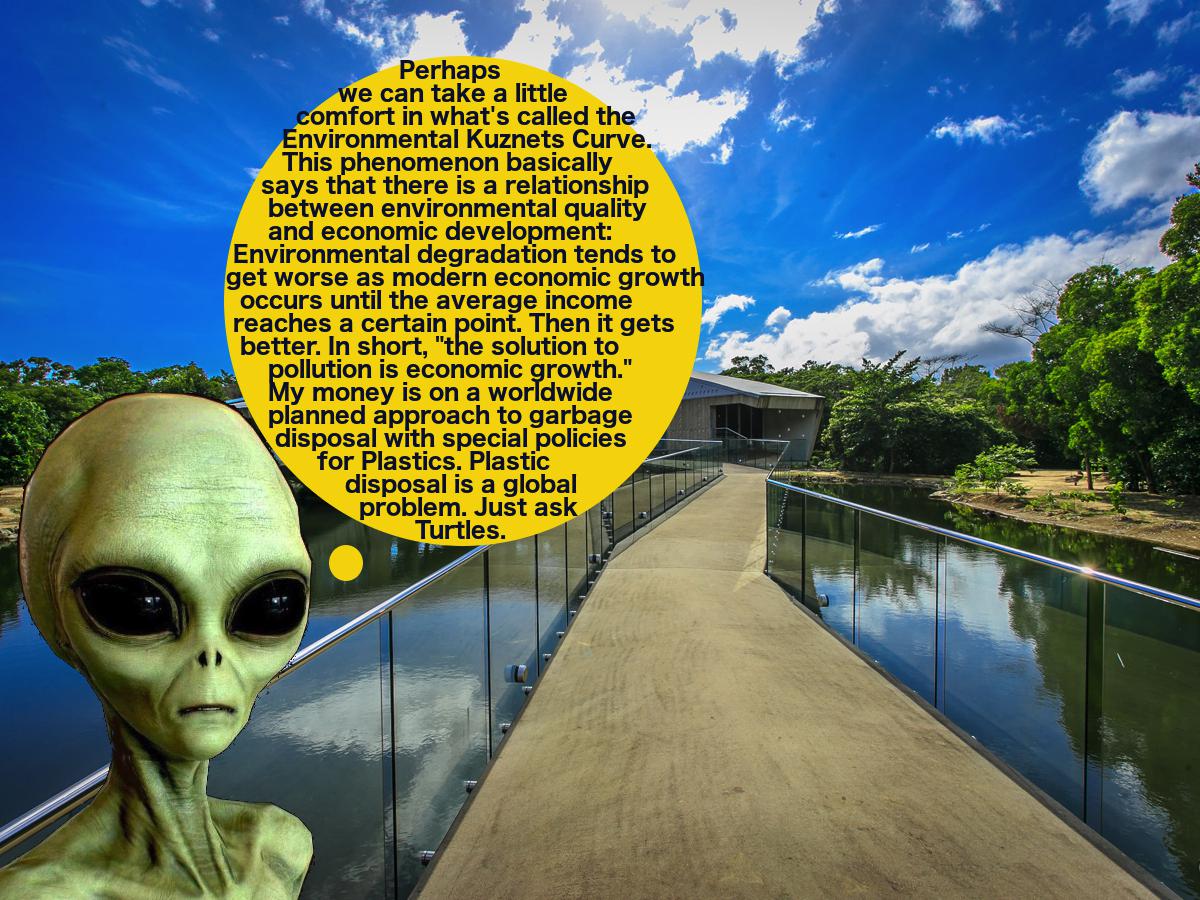 Perhaps
we can take a little
comfort in what's called the
Environmental Kuznets Curve.
This phenomenon basically
says that there is a relationship
between environmental quality
and economic development:
Environmental degradation tends to
get worse as modern economic growth
occurs until the average income
reaches a certain point. Then it gets
better. In short, "the solution to
pollution is economic growth."
My money is on a worldwide
planned approach to garbage
disposal with special policies
for Plastics. Plastic
disposal is a global
problem. Just ask
Turtles.